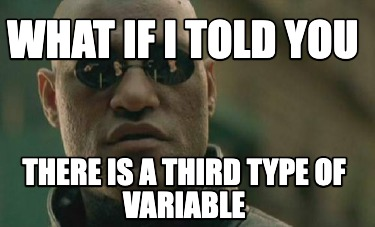 WHAT IF I TOLD YOU
THERE IS A THIRD TYPE OF
VARIABLE